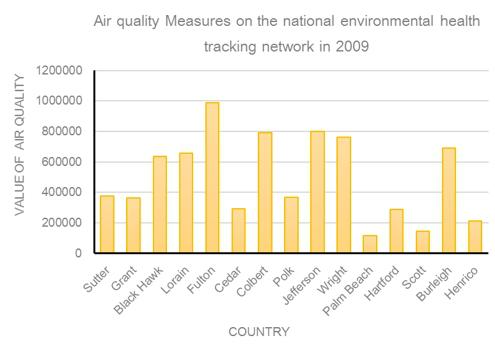 Air quality Measures on the national environmental health
tracking network in 2009
1200000
1000000
800000
600000
400000
200000
0
VALUE OF AIR QUALITY
Sutter
Grant
Black Hawk
Lorain
Fulton
Cedar
Colbert
Polk
Jefferson
Wright
Palm Beach
Hartford
Scott
Burleigh
Henrico
COUNTRY